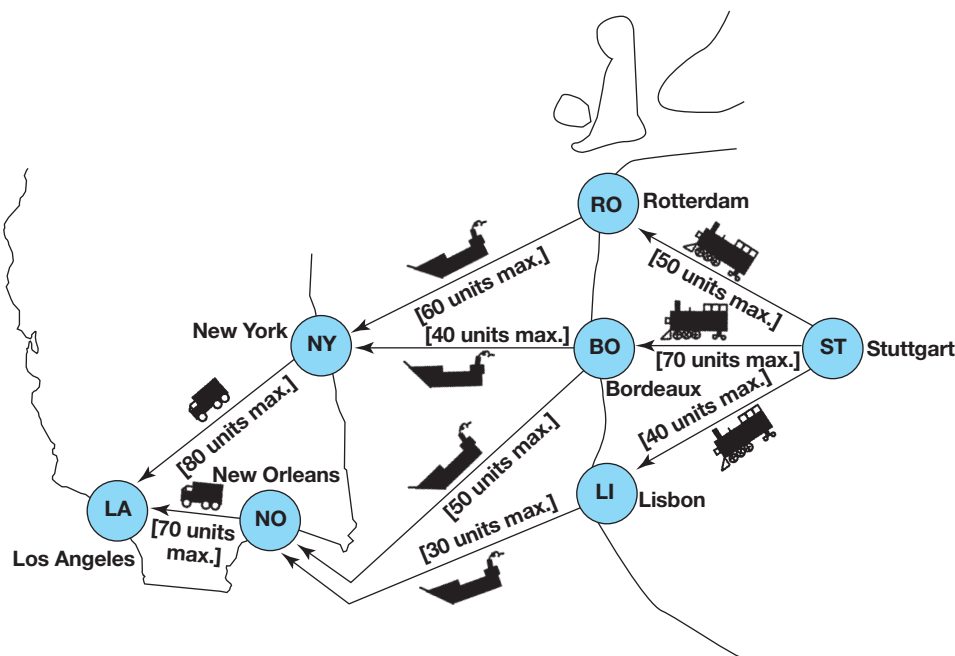 RO
Rotterdam
[50 units max.]
[60 units max.]
New York
NY
[40 units max.]
BO
Bordeaux
[70 units max.]
ST
Stuttgart
[40 units max.]
[80 units max.]
New Orleans
[50 units max.]
LA
Los Angeles
[70 units
max.]
NO
[30 units max.]
LI
Lisbon